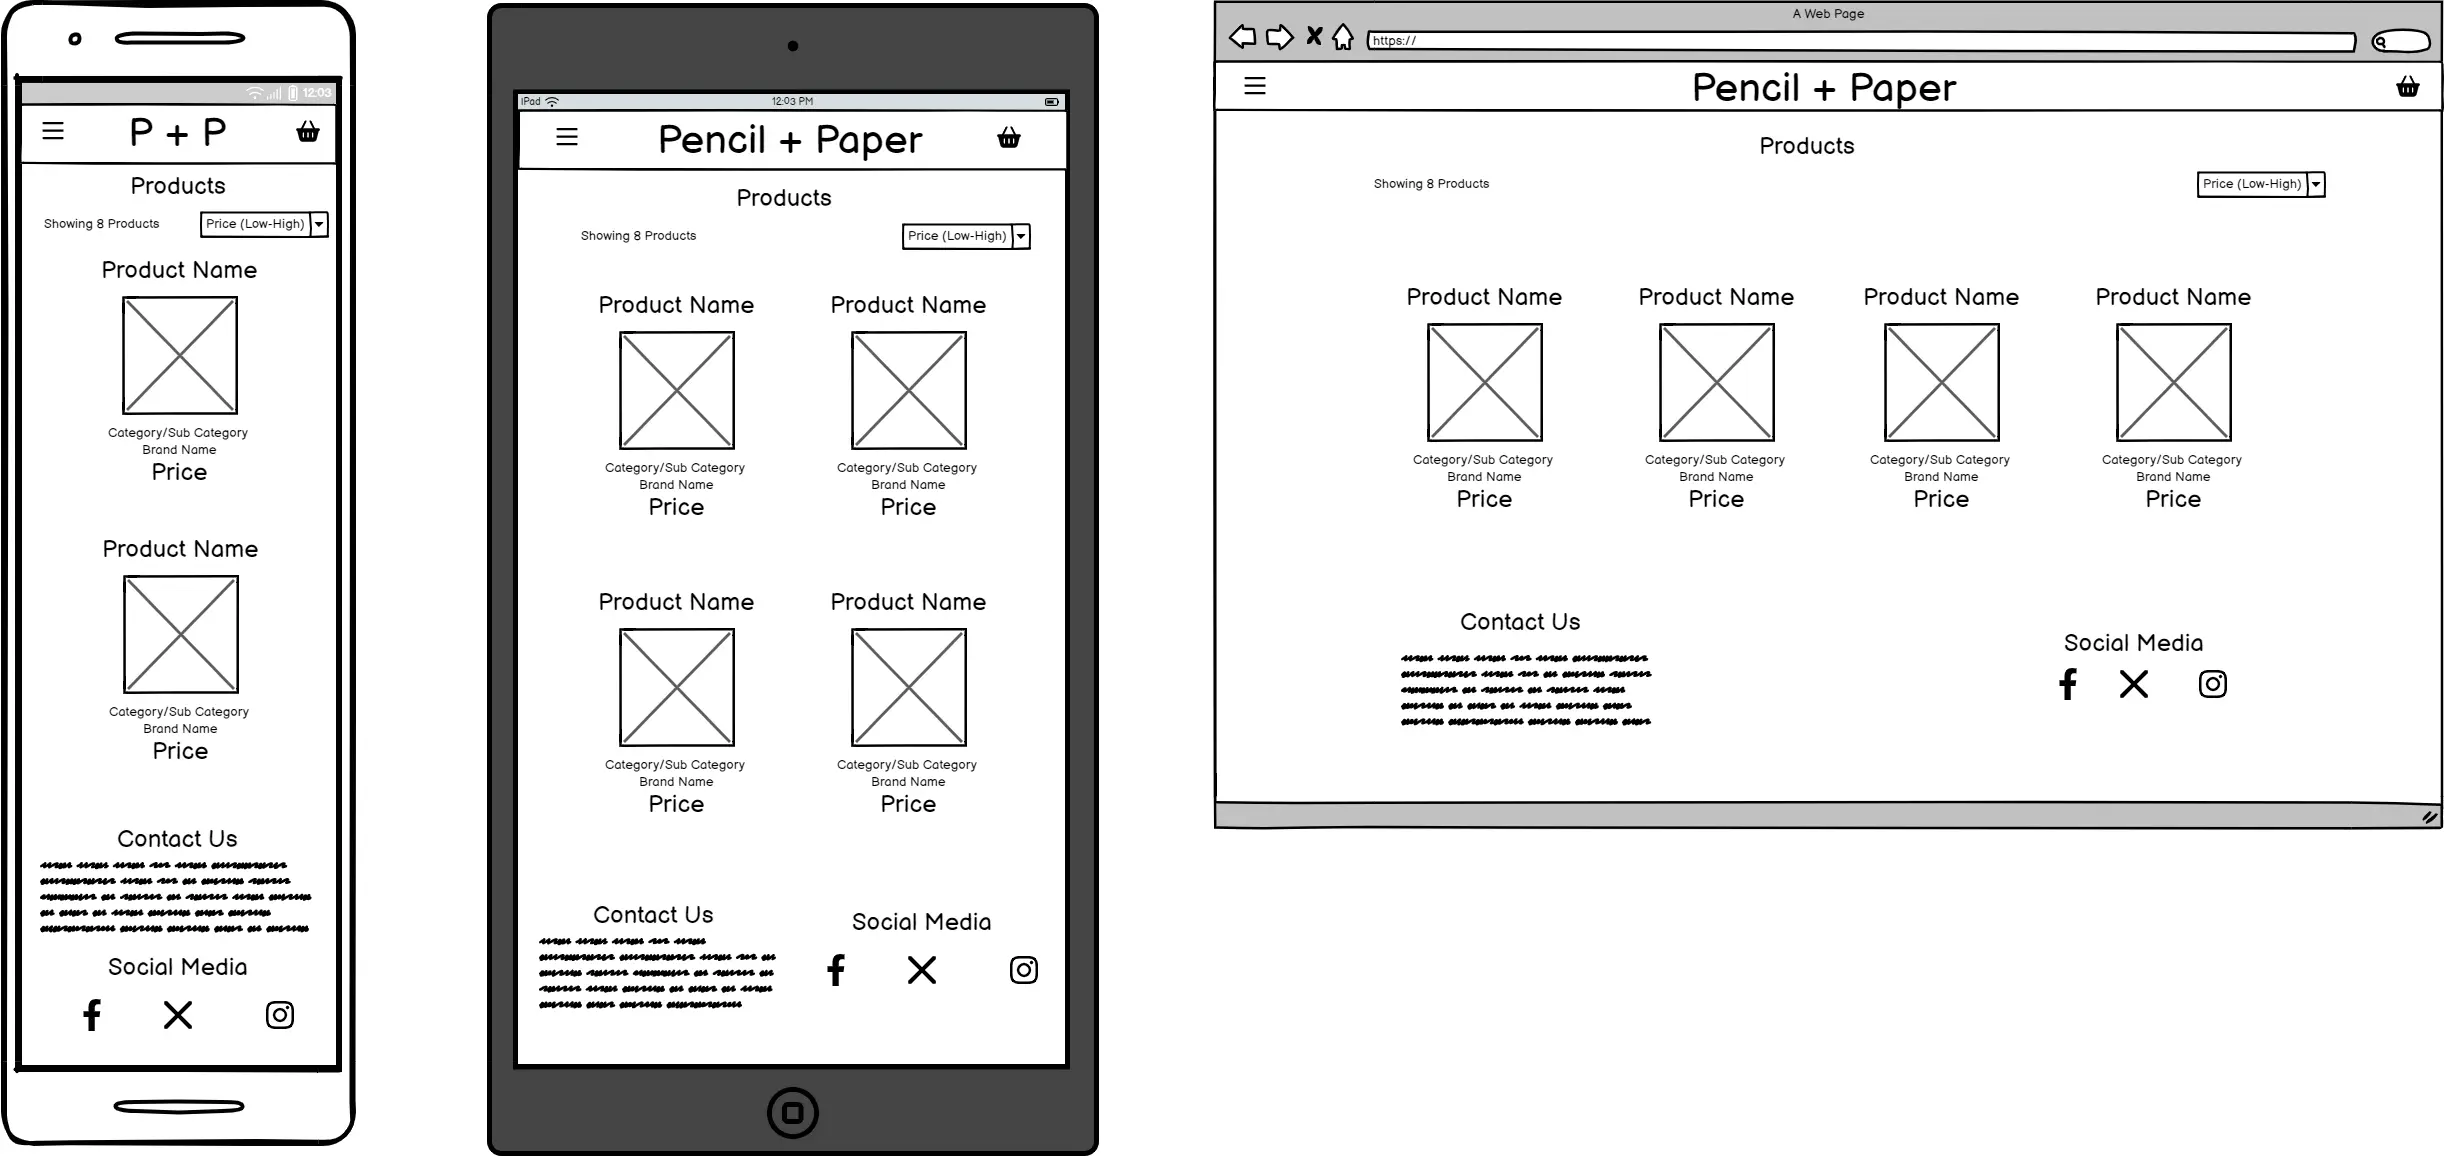 12:03
P + P
Products
Showing 8 Products
Price (Low-High)
Product Name
Category/Sub Category
Brand Name
Price
Product Name
Category/Sub Category
Brand Name
Price
Contact Us
Social Media
iPad
12:03 PM
Pencil + Paper
Products
Showing 8 Products
Price (Low-High)
Product Name
Product Name
Category/Sub Category
Category/Sub Category
Brand Name
Brand Name
Price
Price
Product Name
Product Name
Category/Sub Category
Category/Sub Category
Brand Name
Brand Name
Price
Price
Contact Us
Social Media
A Web Page
https://
Pencil + Paper
Products
Showing 8 Products
Price (Low-High)
Product Name
Product Name
Product Name
Product Name
Category/Sub Category
Category/Sub Category
Category/Sub Category
Category/Sub Category
Brand Name
Brand Name
Brand Name
Brand Name
Price
Price
Price
Price
Contact Us
Social Media